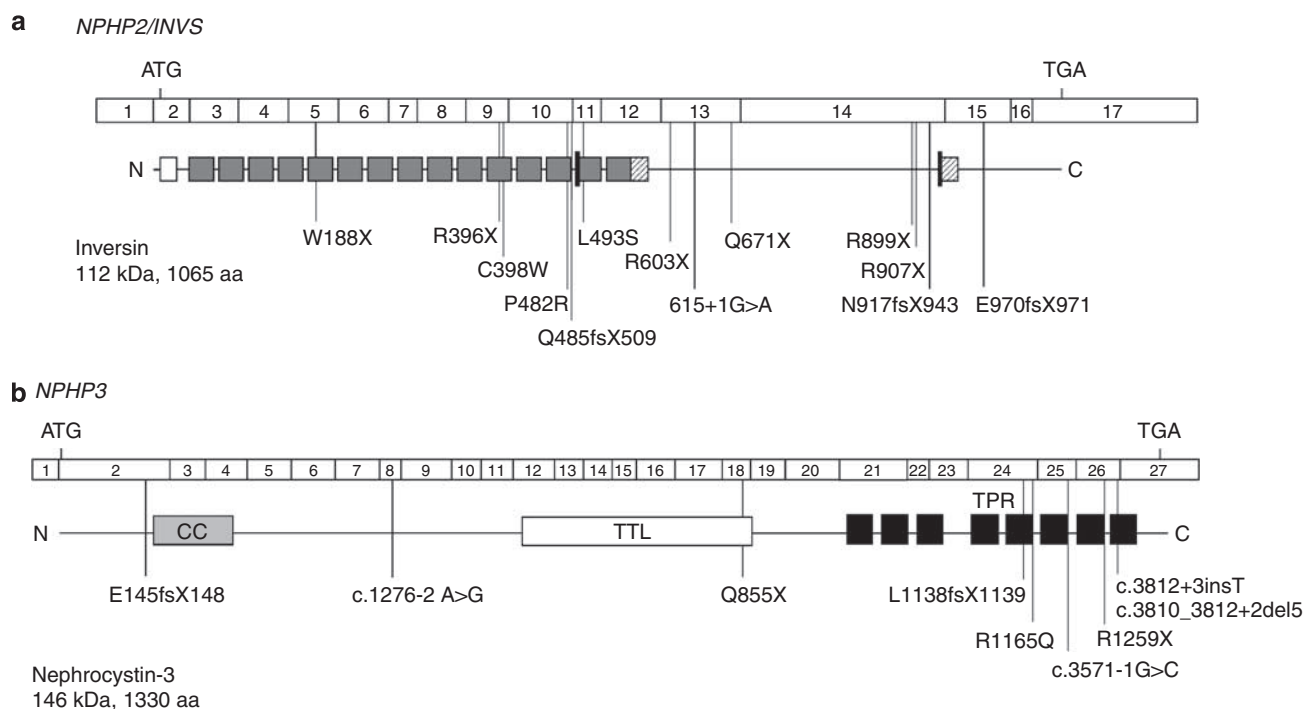 a NPHP2/INVS
ATG TGA
1 2 3 4 5 6 7 8 9 10 11 12 13 14 15 16 17
N C
W188X R396X L493S Q671X R899X
Inversin
112 kDa, 1065 aa
C398W R603X R907X
P482R 615+1G>A N917fsX943 E970fsX971
Q485fsX509
b NPHP3
ATG TGA
1 2 3 4 5 6 7 8 9 10 11 12 13 14 15 16 17 18 19 20 21 22 23 24 25 26 27
TPR
N CC TTL C
E145fsX148 c.1276-2 A>G Q855X L1138fsX1139 c.3812+3insT
c.3810_3812+2del5
R1165Q R1259X
c.3571-1G>C
Nephrocystin-3
146 kDa, 1330 aa